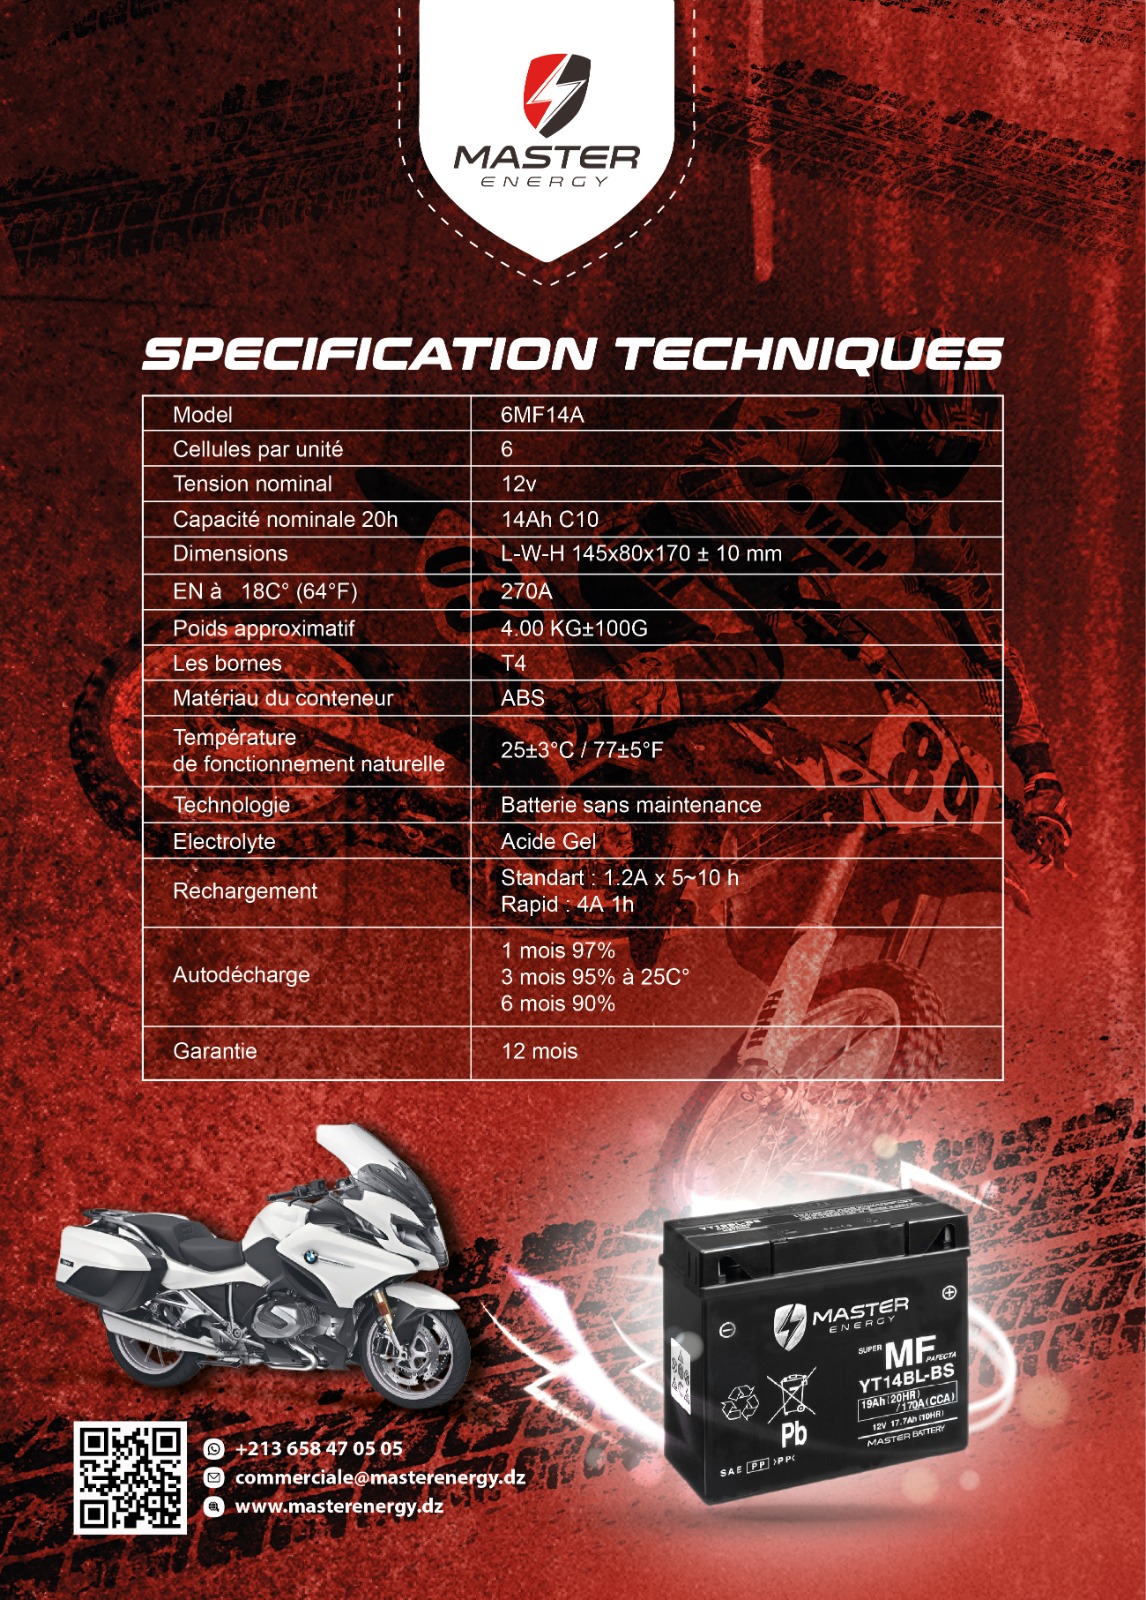 MASTER
ENERGY
SPECIFICATION TECHNIQUES
Model 6MF14A
Cellules par unité 6
Tension nominal 12v
Capacité nominale 20h 14Ah C10
Dimensions L-W-H 145x80x170 ± 10 mm
EN à 18C° (64°F) 270A
Poids approximatif 4.00 KG±100G
Les bornes T4
Matériau du conteneur ABS
Température
de fonctionnement naturelle 25±3°C / 77±5°F
Technologie Batterie sans maintenance
Electrolyte Acide Gel
Rechargement Standart : 1.2A x 5~10 h
Rapid : 4A 1h
Autodécharge 1 mois 97%
3 mois 95% à 25C°
6 mois 90%
Garantie 12 mois
MASTER
ENERGY
SUPER MF PAFECTA
YT14BL-BS
19Ah (20HR)
/170A(CCA)
12V 17.7Ah (10HR)
MASTER BATTERY
Pb
SAE PP >PP<
+213 658 47 05 05
commerciale@masterenergy.dz
www.masterenergy.dz